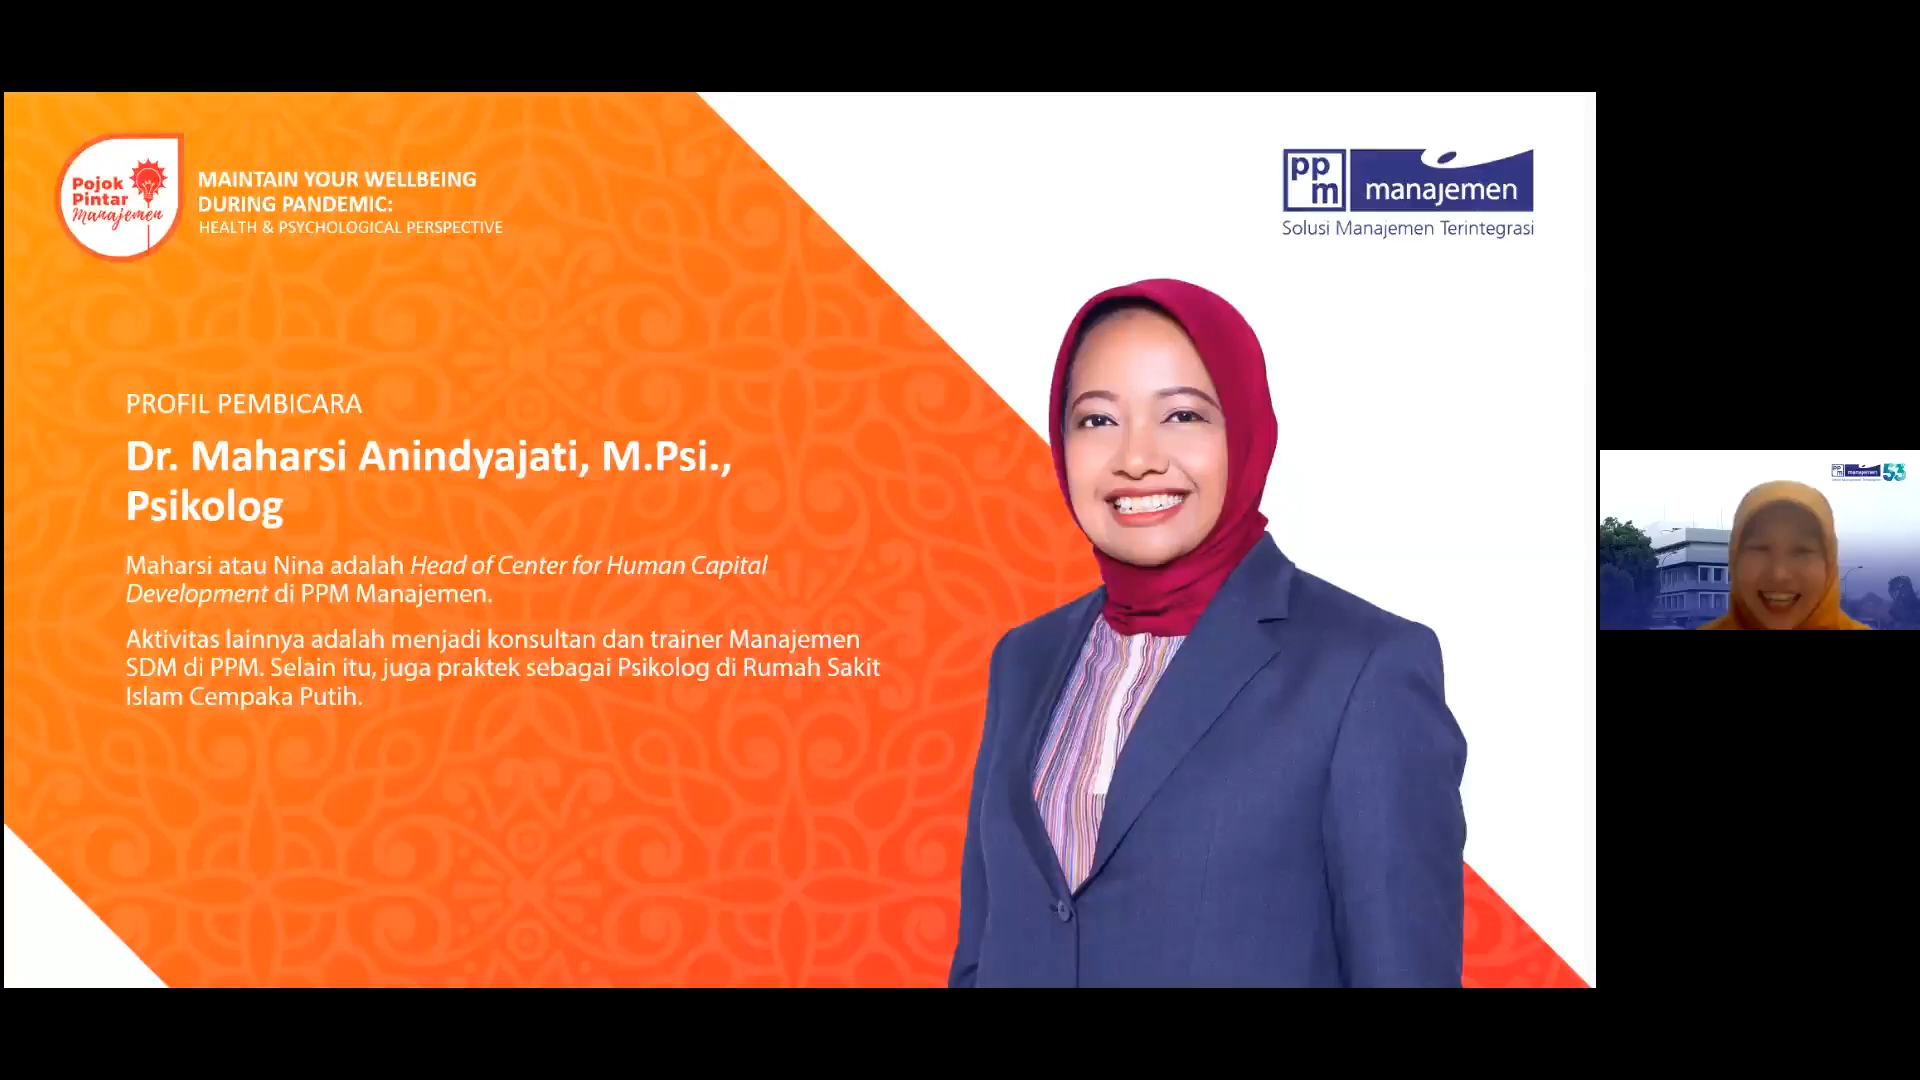 Pojok
Pintar
Manajemen
MAINTAIN YOUR WELLBEING
DURING PANDEMIC:
HEALTH & PSYCHOLOGICAL PERSPECTIVE
ppm manajemen
Solusi Manajemen Terintegrasi
PROFIL PEMBICARA
Dr. Maharsi Anindyajati, M.Psi.,
Psikolog
Maharsi atau Nina adalah Head of Center for Human Capital
Development di PPM Manajemen.
Aktivitas lainnya adalah menjadi konsultan dan trainer Manajemen
SDM di PPM. Selain itu, juga praktek sebagai Psikolog di Rumah Sakit
Islam Cempaka Putih.
ppm manajemen 53